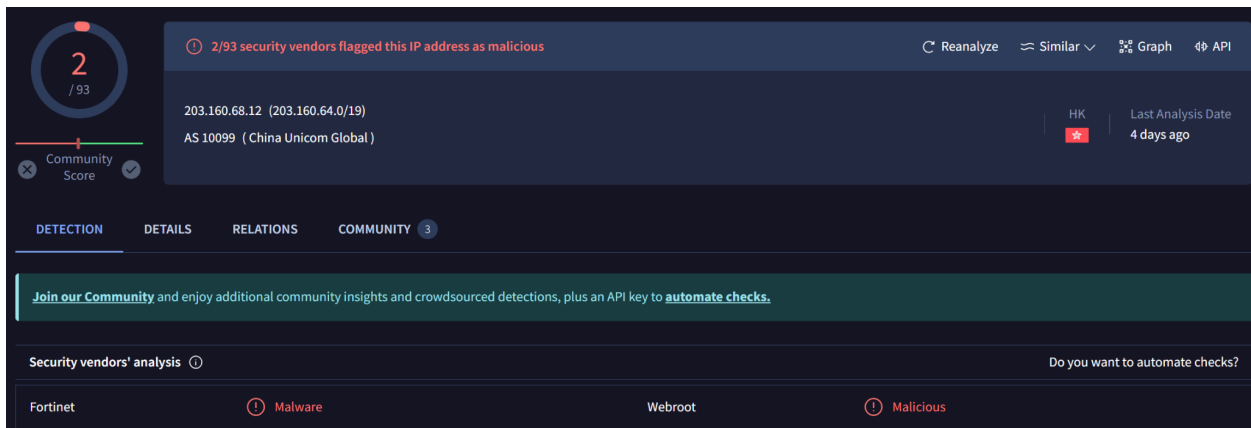 2
/ 93
Community
Score
2/93 security vendors flagged this IP address as malicious
Reanalyze
Similar
Graph
API
203.160.68.12 (203.160.64.0/19)
AS 10099 ( China Unicom Global )
HK
Last Analysis Date
4 days ago
DETECTION
DETAILS
RELATIONS
COMMUNITY 3
Join our Community and enjoy additional community insights and crowdsourced detections, plus an API key to automate checks.
Security vendors' analysis
Do you want to automate checks?
Fortinet
Malware
Webroot
Malicious